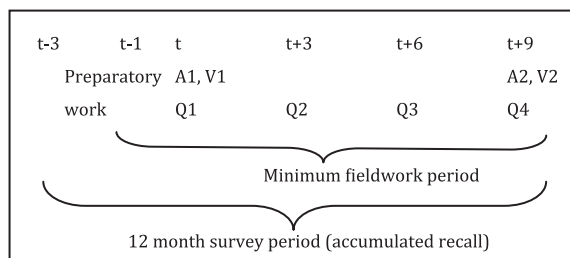 t-3 t-1 t t+3 t+6 t+9
Preparatory A1, V1 A2, V2
work Q1 Q2 Q3 Q4
Minimum fieldwork period
12 month survey period (accumulated recall)